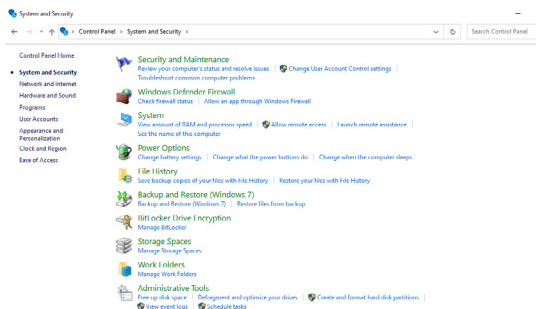 System and Security
Control Panel > System and Security >
Search Control Panel
Control Panel Home
System and Security
Network and Internet
Hardware and Sound
Programs
User Accounts
Appearance and
Personalization
Clock and Region
Ease of Access
Security and Maintenance
Review your computer's status and resolve issues | Change User Account Control settings |
Troubleshoot common computer problems
Windows Defender Firewall
Check firewall status | Allow an app through Windows Firewall
System
View amount of RAM and processor speed | Allow remote access | Launch remote assistance |
See the name of this computer
Power Options
Change battery settings | Change what the power buttons do | Change when the computer sleeps
File History
Save backup copies of your files with File History | Restore your files with File History
Backup and Restore (Windows 7)
Backup and Restore (Windows 7) | Restore files from backup
BitLocker Drive Encryption
Manage BitLocker
Storage Spaces
Manage Storage Spaces
Work Folders
Manage Work Folders
Administrative Tools
Free up disk space | Defragment and optimize your drives | Create and format hard disk partitions |
View event logs | Schedule tasks